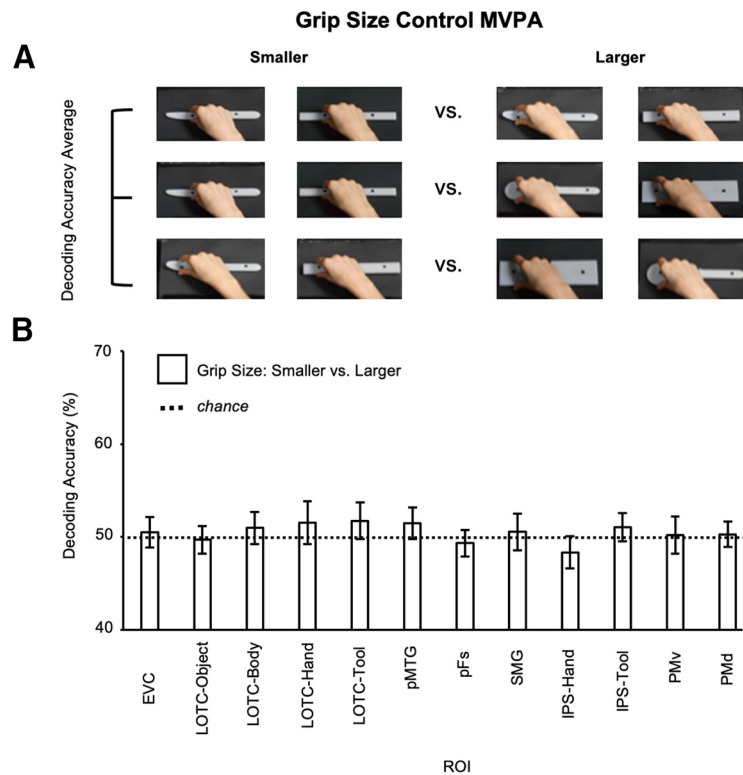 Grip Size Control MVPA
A
Smaller
Larger
Decoding Accuracy Average
VS.
VS.
VS.
B
Decoding Accuracy (%)
70
60
50
40
Grip Size: Smaller vs. Larger
chance
EVC
LOTC-Object
LOTC-Body
LOTC-Hand
LOTC-Tool
pMTG
pFs
SMG
IPS-Hand
IPS-Tool
PMv
PMd
ROI